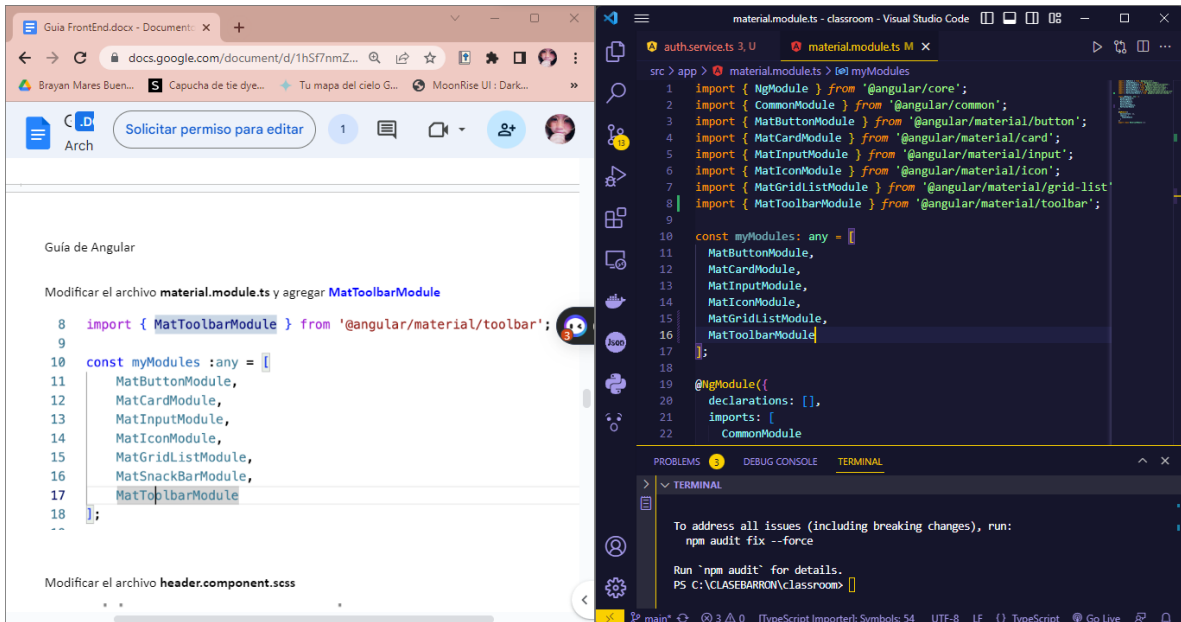 Guia FrontEnd.docx - Documento
docs.google.com/document/d/1hSf7nmZ...
Brayan Mares Buen...
S Capucha de tie dye...
Tu mapa del cielo G...
MoonRise UI : Dark...
»
G .D
Arch
Solicitar permiso para editar
1
Guía de Angular
Modificar el archivo material.module.ts y agregar MatToolbarModule
8 import { MatToolbarModule } from '@angular/material/toolbar';
9
10 const myModules :any = [
11 MatButtonModule,
12 MatCardModule,
13 MatInputModule,
14 MatIconModule,
15 MatGridListModule,
16 MatSnackBarModule,
17 MatToolbarModule
18 ];
3
Modificar el archivo header.component.scss
material.module.ts - classroom - Visual Studio Code
auth.service.ts 3, U
material.module.ts M
src > app > material.module.ts > myModules
1 import { NgModule } from '@angular/core';
2 import { CommonModule } from '@angular/common';
3 import { MatButtonModule } from '@angular/material/button';
4 import { MatCardModule } from '@angular/material/card';
5 import { MatInputModule } from '@angular/material/input';
6 import { MatIconModule } from '@angular/material/icon';
7 import { MatGridListModule } from '@angular/material/grid-list'
8 import { MatToolbarModule } from '@angular/material/toolbar';
9
10 const myModules: any = [
11 MatButtonModule,
12 MatCardModule,
13 MatInputModule,
14 MatIconModule,
15 MatGridListModule,
16 MatToolbarModule
17 ];
18
19 @NgModule({
20 declarations: [],
21 imports: [
22 CommonModule
13
Json
PROBLEMS 3 DEBUG CONSOLE TERMINAL
TERMINAL
To address all issues (including breaking changes), run:
npm audit fix --force
Run `npm audit` for details.
PS C:\CLASEBARRON\classroom>
main* 3 0 [TypeScript Importer]: Symbols: 54 UTF-8 LF {} TypeScript Go Live